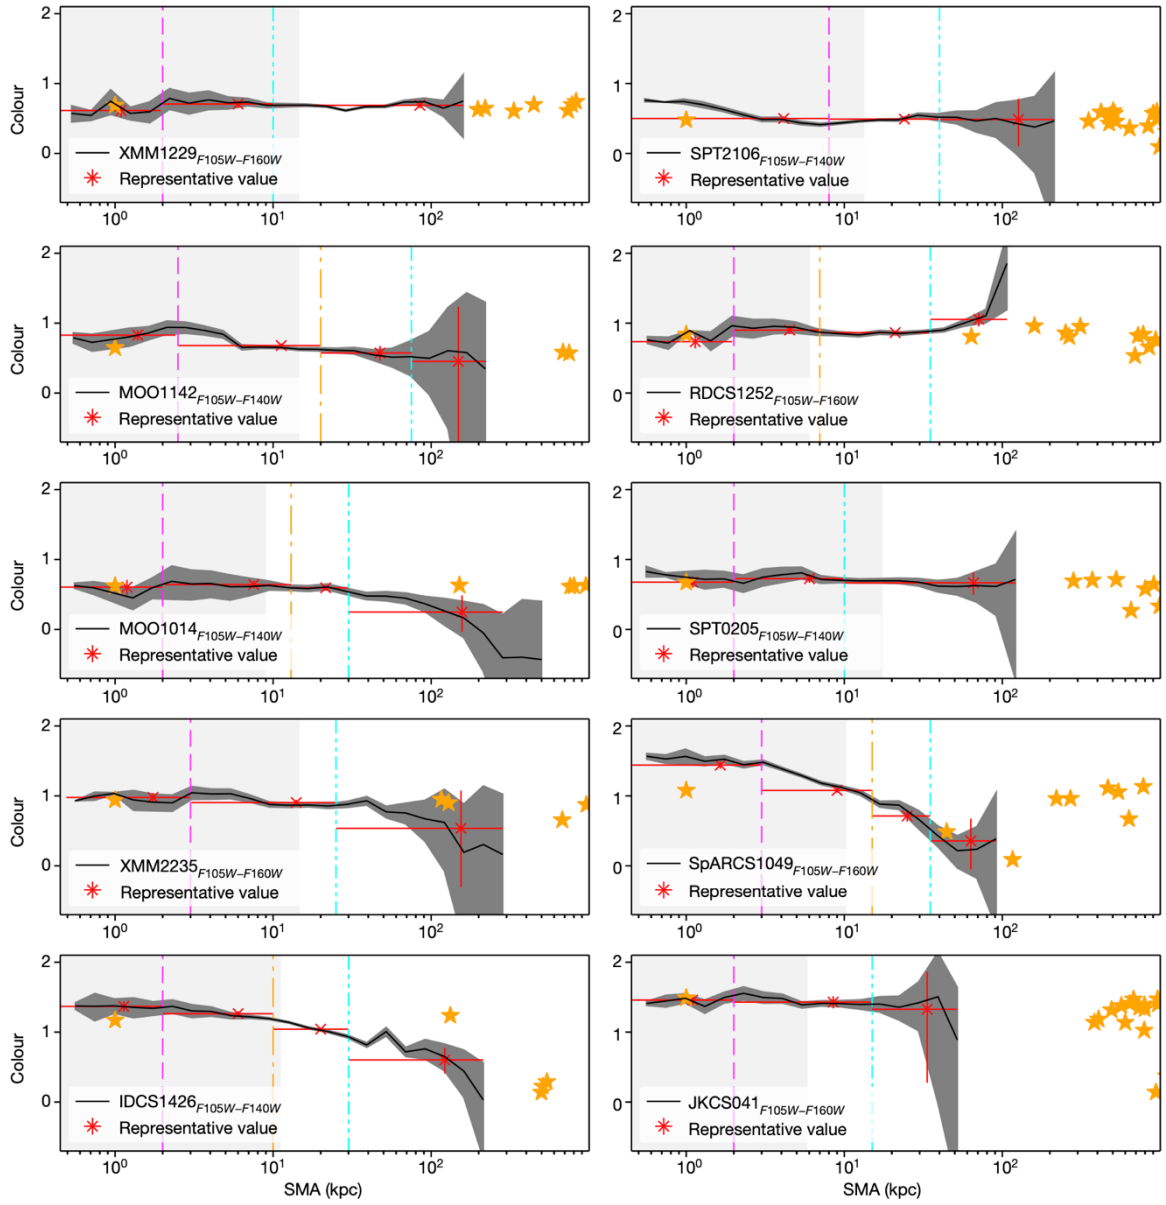 2
1
0
Colour
XMM1229F105W−F160W
Representative value
10⁰
10¹
10²
2
1
0
SPT2106F105W−F140W
Representative value
10⁰
10¹
10²
2
1
0
Colour
MOO1142F105W−F140W
Representative value
10⁰
10¹
10²
2
1
0
RDCS1252F105W−F160W
Representative value
10⁰
10¹
10²
2
1
0
Colour
MOO1014F105W−F140W
Representative value
10⁰
10¹
10²
2
1
0
SPT0205F105W−F140W
Representative value
10⁰
10¹
10²
2
1
0
Colour
XMM2235F105W−F160W
Representative value
10⁰
10¹
10²
2
1
0
SpARCS1049F105W−F160W
Representative value
10⁰
10¹
10²
2
1
0
Colour
IDCS1426F105W−F140W
Representative value
10⁰
10¹
10²
SMA (kpc)
2
1
0
JKCS041F105W−F160W
Representative value
10⁰
10¹
10²
SMA (kpc)